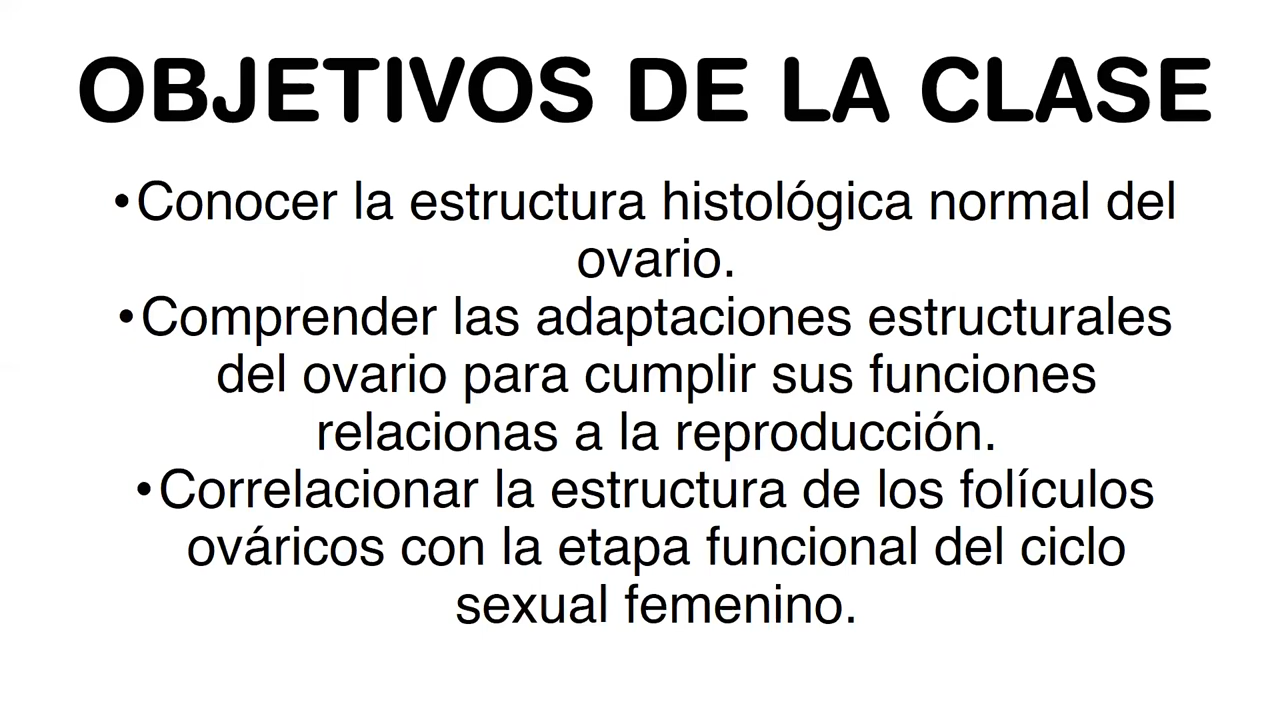 OBJETIVOS DE LA CLASE
•Conocer la estructura histológica normal del
ovario.
•Comprender las adaptaciones estructurales
del ovario para cumplir sus funciones
relacionas a la reproducción.
•Correlacionar la estructura de los folículos
ováricos con la etapa funcional del ciclo
sexual femenino.